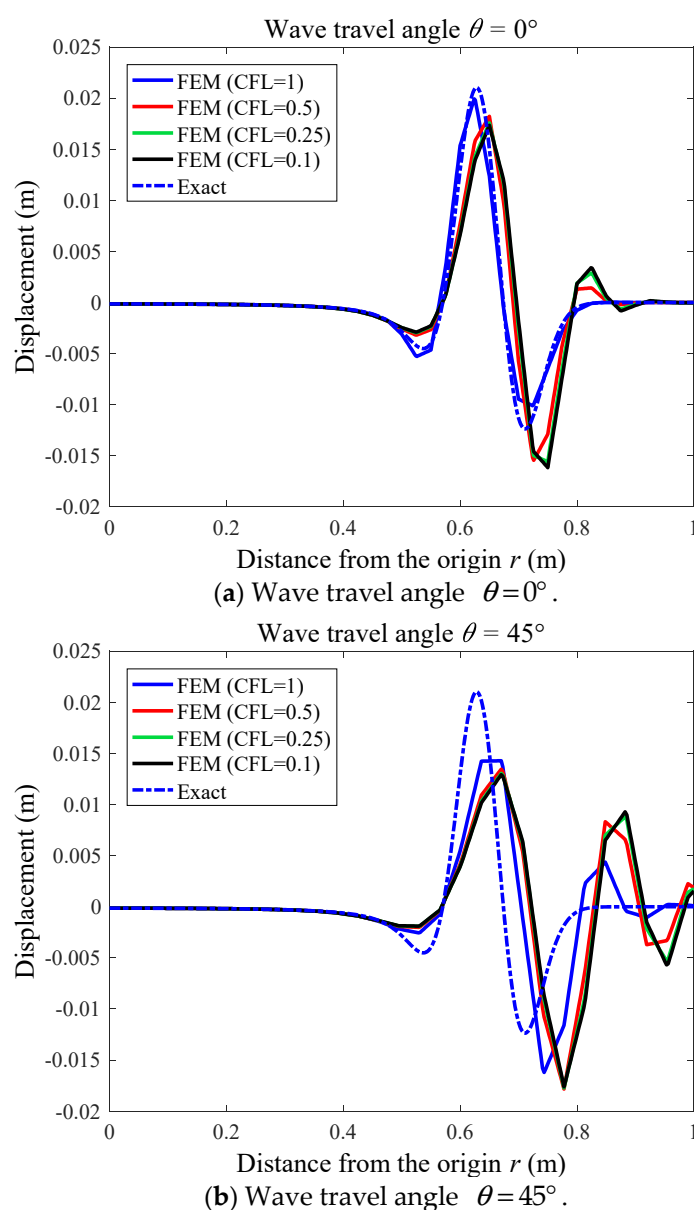 Wave travel angle θ = 0°
0.025
0.02
0.015
0.01
0.005
0
-0.005
-0.01
-0.015
-0.02
Displacement (m)
FEM (CFL=1)
FEM (CFL=0.5)
FEM (CFL=0.25)
FEM (CFL=0.1)
Exact
0 0.2 0.4 0.6 0.8 1
Distance from the origin r (m)
(a) Wave travel angle θ=0°.
Wave travel angle θ = 45°
0.025
0.02
0.015
0.01
0.005
0
-0.005
-0.01
-0.015
-0.02
Displacement (m)
FEM (CFL=1)
FEM (CFL=0.5)
FEM (CFL=0.25)
FEM (CFL=0.1)
Exact
0 0.2 0.4 0.6 0.8 1
Distance from the origin r (m)
(b) Wave travel angle θ=45°.